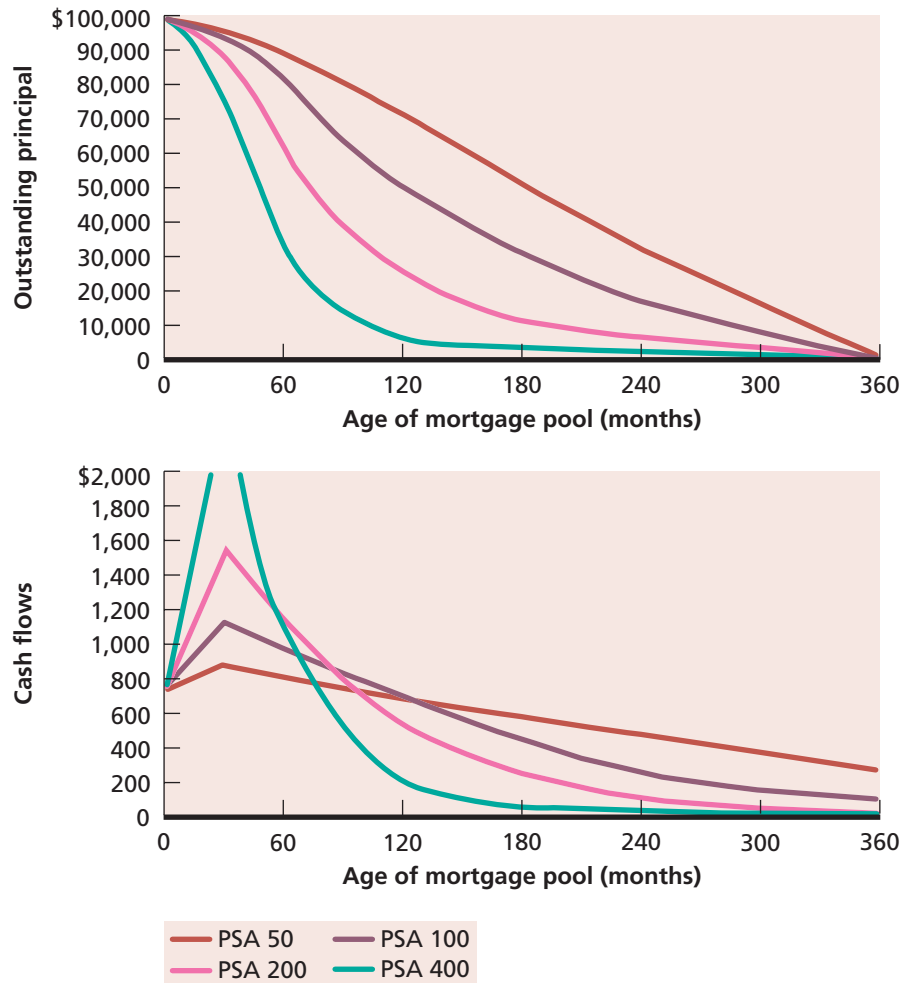 $100,000
90,000
80,000
70,000
60,000
50,000
40,000
30,000
20,000
10,000
0
Outstanding principal
0 60 120 180 240 300 360
Age of mortgage pool (months)
$2,000
1,800
1,600
1,400
1,200
1,000
800
600
400
200
0
Cash flows
0 60 120 180 240 300 360
Age of mortgage pool (months)
PSA 50 PSA 100
PSA 200 PSA 400